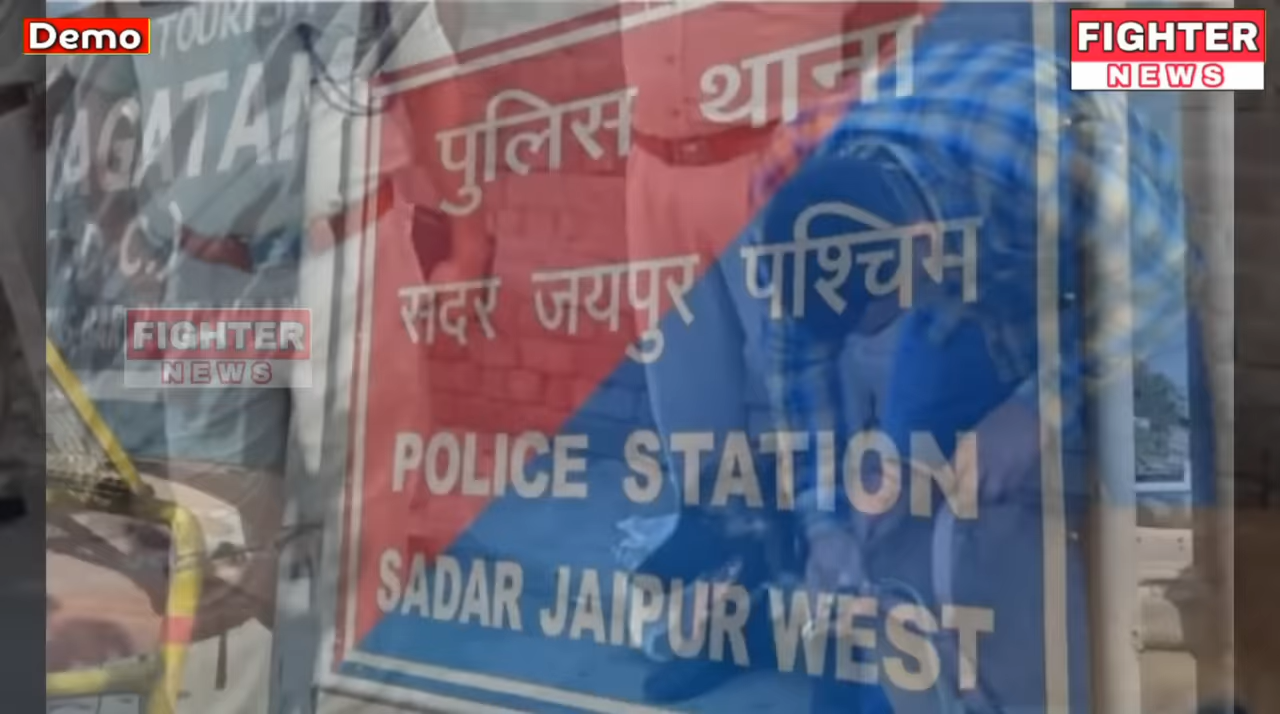 Demo
FIGHTER
NEWS
TOURISM
पुलिस थाना
सदर जयपुर पश्चिम
FIGHTER
NEWS
POLICE STATION
SADAR JAIPUR WEST